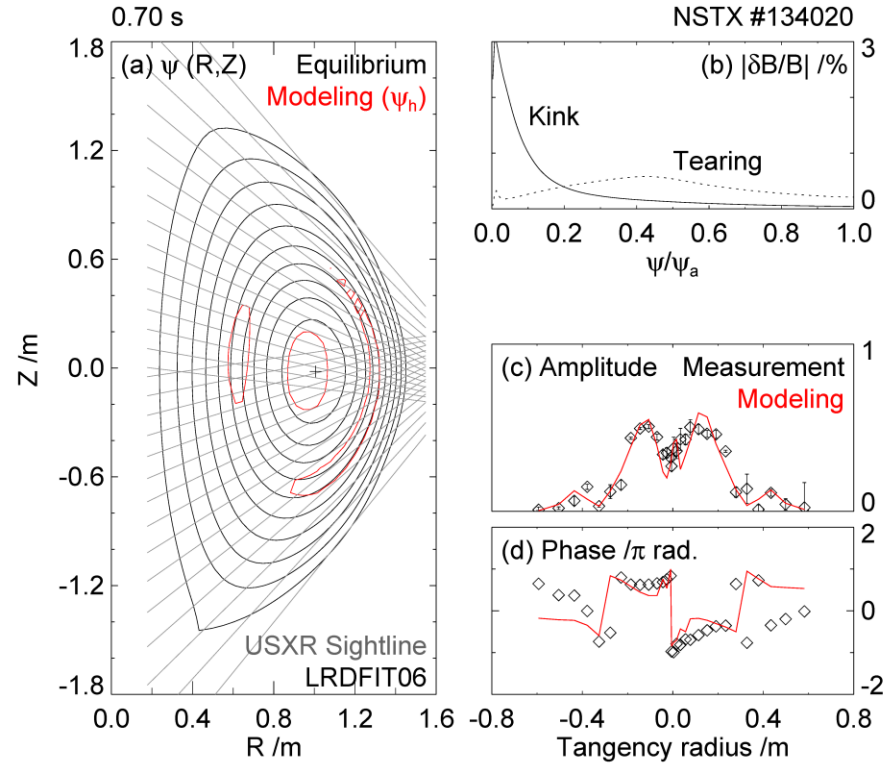 0.70 s
NSTX #134020
(a) ψ (R,Z)
Equilibrium
Modeling (ψh)
1.8
1.2
0.6
0.0
-0.6
-1.2
-1.8
Z /m
USXR Sightline
LRDFIT06
0.0 0.4 0.8 1.2 1.6
R /m
(b) |δB/B| /%
Kink
Tearing
3
0
0.0 0.2 0.4 0.6 0.8 1.0
ψ/ψa
(c) Amplitude
Measurement
Modeling
1
0
(d) Phase /π rad.
2
0
-2
-0.8 -0.4 0.0 0.4 0.8
Tangency radius /m